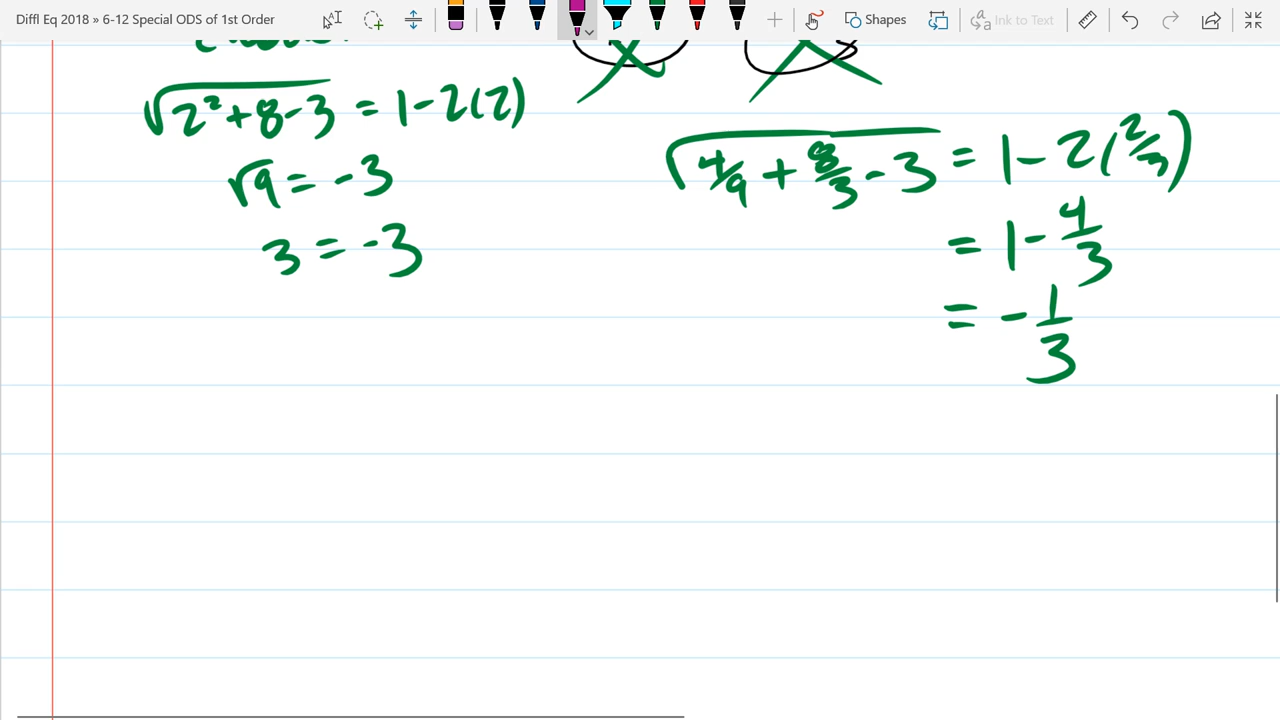 Diffl Eq 2018 » 6-12 Special ODS of 1st Order
Shapes
Ink to Text
√(2² + 8 - 3) = 1 - 2(2)
√9 = -3
3 = -3
√(4/9 + 8/3 - 3) = 1 - 2(2/3)
= 1 - 4/3
= - 1/3